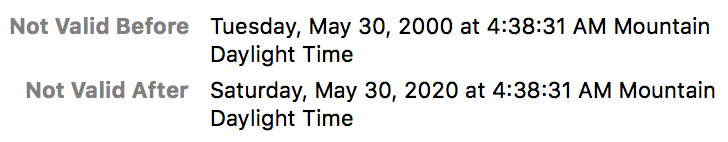 Not Valid Before Tuesday, May 30, 2000 at 4:38:31 AM Mountain
Daylight Time
Not Valid After Saturday, May 30, 2020 at 4:38:31 AM Mountain
Daylight Time